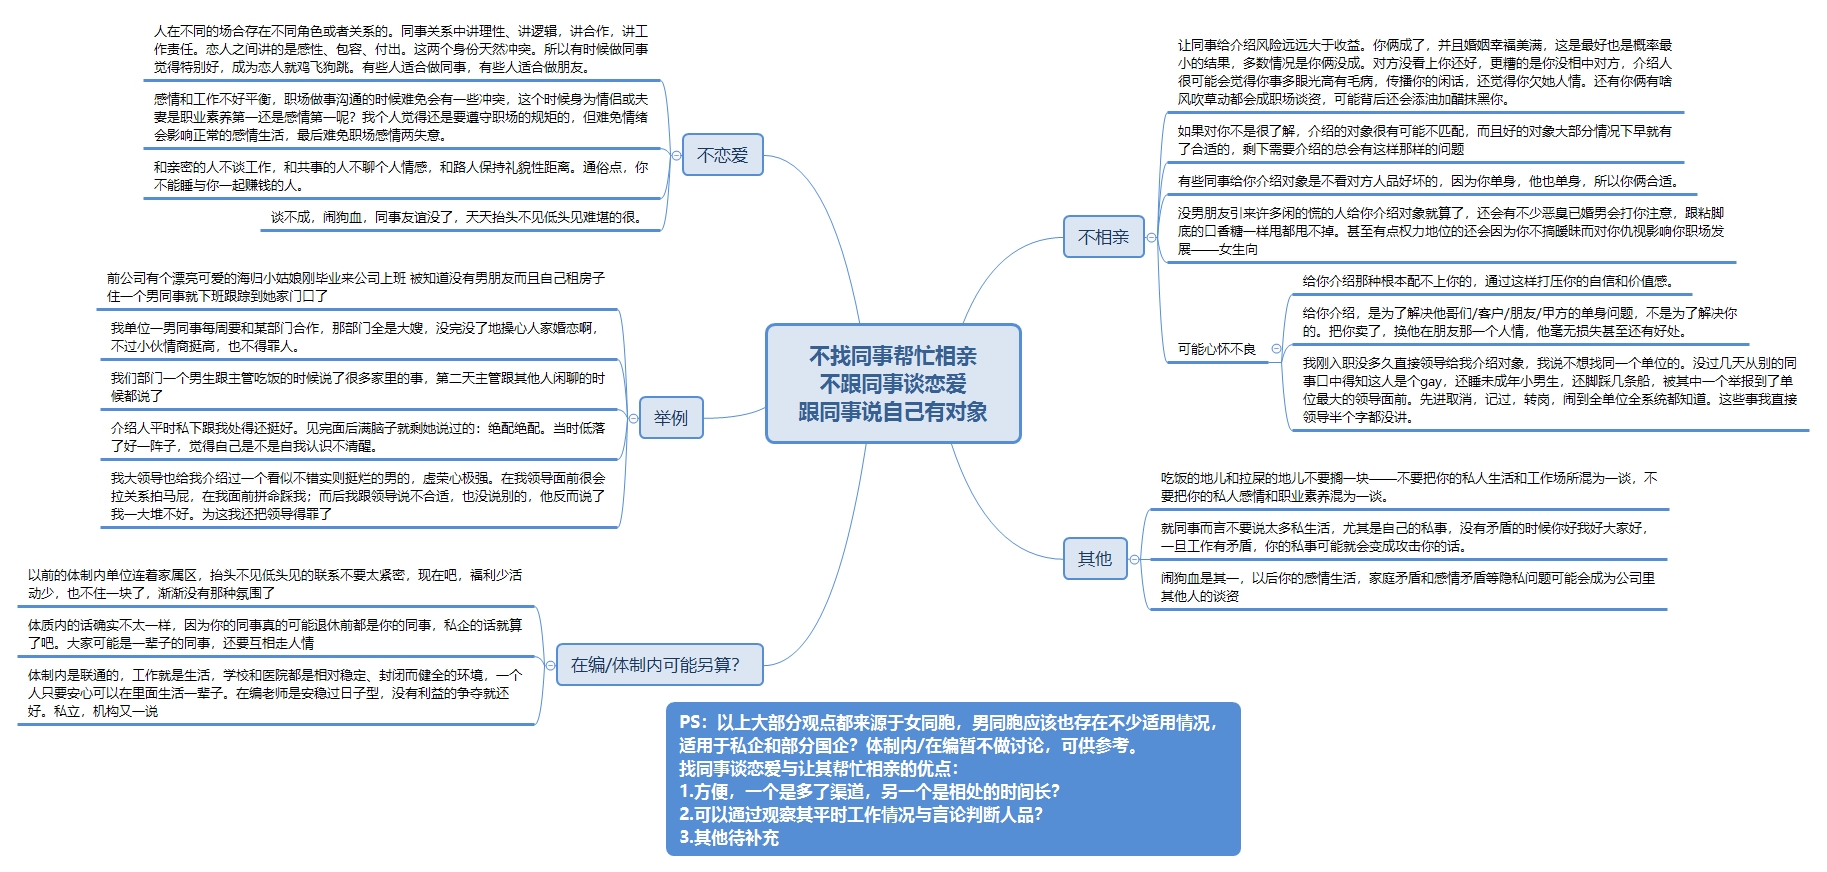 不找同事帮忙相亲
不跟同事谈恋爱
跟同事说自己有对象
不恋爱
人在不同的场合存在不同角色或者关系的。同事关系中讲理性、讲逻辑，讲合作，讲工
作责任。恋人之间讲的是感性、包容、付出。这两个身份天然冲突。所以有时候做同事
觉得特别好，成为恋人就鸡飞狗跳。有些人适合做同事，有些人适合做朋友。
感情和工作不好平衡，职场做事沟通的时候难免会有一些冲突，这个时候身为情侣或夫
妻是职业素养第一还是感情第一呢？我个人觉得还是要遵守职场的规矩的，但难免情绪
会影响正常的感情生活，最后难免职场感情两失意。
和亲密的人不谈工作，和共事的人不聊个人情感，和路人保持礼貌性距离。通俗点，你
不能睡与你一起赚钱的人。
谈不成，闹狗血，同事友谊没了，天天抬头不见低头见难堪的很。
举例
前公司有个漂亮可爱的海归小姑娘刚毕业来公司上班 被知道没有男朋友而且自己租房子
住一个男同事就下班跟踪到她家门口了
我单位一男同事每周要和某部门合作，那部门全是大嫂，没完没了地操心人家婚恋啊，
不过小伙情商挺高，也不得罪人。
我们部门一个男生跟主管吃饭的时候说了很多家里的事，第二天主管跟其他人闲聊的时
候都说了
介绍人平时私下跟我处得还挺好。见完面后满脑子就剩她说过的：绝配绝配。当时低落
了好一阵子，觉得自己是不是自我认识不清醒。
我大领导也给我介绍过一个看似不错实则挺烂的男的，虚荣心极强。在我领导面前很会
拉关系拍马屁，在我面前拼命踩我；而后我跟领导说不合适，也没说别的，他反而说了
我一大堆不好。为这我还把领导得罪了
在编/体制内可能另算？
以前的体制内单位连着家属区，抬头不见低头见的联系不要太紧密，现在吧，福利少活
动少，也不住一块了，渐渐没有那种氛围了
体质内的话确实不太一样，因为你的同事真的可能退休前都是你的同事，私企的话就算
了吧。大家可能是一辈子的同事，还要互相走人情
体制内是联通的，工作就是生活，学校和医院都是相对稳定、封闭而健全的环境，一个
人只要安心可以在里面生活一辈子。在编老师是安稳过日子型，没有利益的争夺就还
好。私立，机构又一说
不相亲
让同事给介绍风险远远大于收益。你俩成了，并且婚姻幸福美满，这是最好也是概率最
小的结果，多数情况是你俩没成。对方没看上你还好，更糟的是你没相中对方，介绍人
很可能会觉得你事多眼光高有毛病，传播你的闲话，还觉得你欠她人情。还有你俩有啥
风吹草动都会成职场谈资，可能背后还会添油加醋抹黑你。
如果对你不是很了解，介绍的对象很有可能不匹配，而且好的对象大部分情况下早就有
了合适的，剩下需要介绍的总会有这样那样的问题
有些同事给你介绍对象是不看对方人品好坏的，因为你单身，他也单身，所以你俩合适。
没男朋友引来许多闲的慌的人给你介绍对象就算了，还会有不少恶臭已婚男会打你注意，跟粘脚
底的口香糖一样甩都甩不掉。甚至有点权力地位的还会因为你不搞暧昧而对你仇视影响你职场发
展——女生向
可能心怀不良
给你介绍那种根本配不上你的，通过这样打压你的自信和价值感。
给你介绍，是为了解决他哥们/客户/朋友/甲方的单身问题，不是为了解决你
的。把你卖了，换他在朋友那一个人情，他毫无损失甚至还有好处。
我刚入职没多久直接领导给我介绍对象，我说不想找同一个单位的。没过几天从别的同
事口中得知这人是个gay，还睡未成年小男生，还脚踩几条船，被其中一个举报到了单
位最大的领导面前。先进取消，记过，转岗，闹到全单位全系统都知道。这些事我直接
领导半个字都没讲。
其他
吃饭的地儿和拉屎的地儿不要搁一块——不要把你的私人生活和工作场所混为一谈，不
要把你的私人感情和职业素养混为一谈。
就同事而言不要说太多私生活，尤其是自己的私事，没有矛盾的时候你好我好大家好，
一旦工作有矛盾，你的私事可能就会变成攻击你的话。
闹狗血是其一，以后你的感情生活，家庭矛盾和感情矛盾等隐私问题可能会成为公司里
其他人的谈资
PS：以上大部分观点都来源于女同胞，男同胞应该也存在不少适用情况，
适用于私企和部分国企？体制内/在编暂不做讨论，可供参考。
找同事谈恋爱与让其帮忙相亲的优点：
1.方便，一个是多了渠道，另一个是相处的时间长？
2.可以通过观察其平时工作情况与言论判断人品？
3.其他待补充